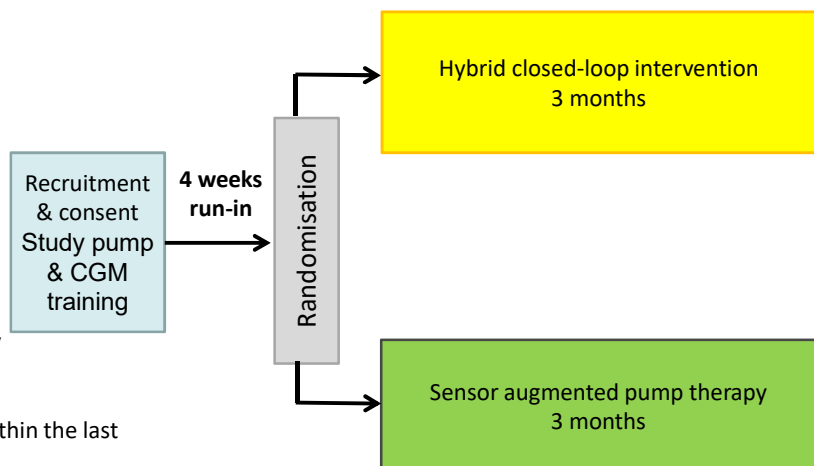 Hybrid closed-loop intervention
3 months
Recruitment
& consent
Study pump
& CGM
training
4 weeks
run-in
Randomisation
Sensor augmented pump therapy
3 months
thin the last